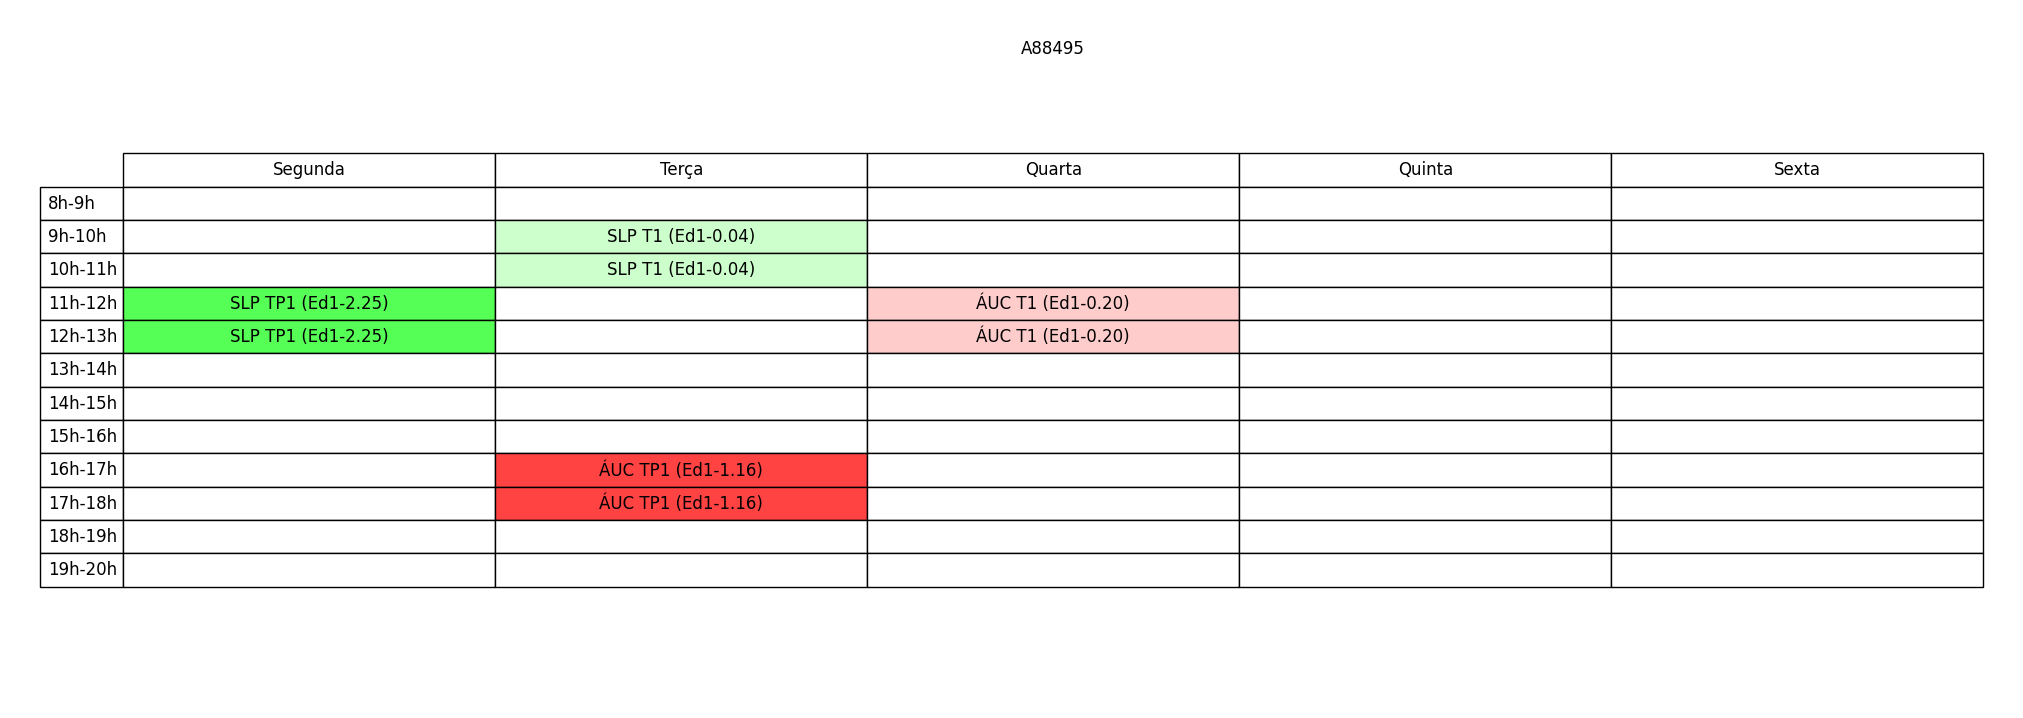 A88495
Segunda Terça Quarta Quinta Sexta
8h-9h
9h-10h SLP T1 (Ed1-0.04)
10h-11h SLP T1 (Ed1-0.04)
11h-12h SLP TP1 (Ed1-2.25) ÁUC T1 (Ed1-0.20)
12h-13h SLP TP1 (Ed1-2.25) ÁUC T1 (Ed1-0.20)
13h-14h
14h-15h
15h-16h
16h-17h ÁUC TP1 (Ed1-1.16)
17h-18h ÁUC TP1 (Ed1-1.16)
18h-19h
19h-20h